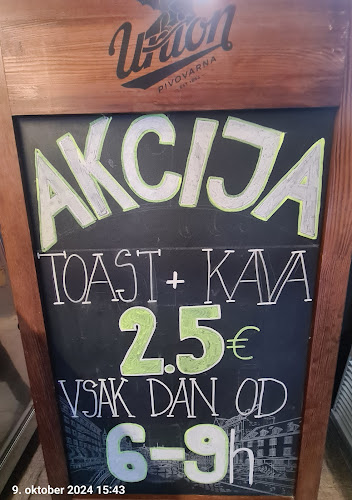 Union
PIVOVARNA
AKCIJA
TOAST + KAVA
2.5€
VSAK DAN OD
6-9h
9. oktober 2024 15:43